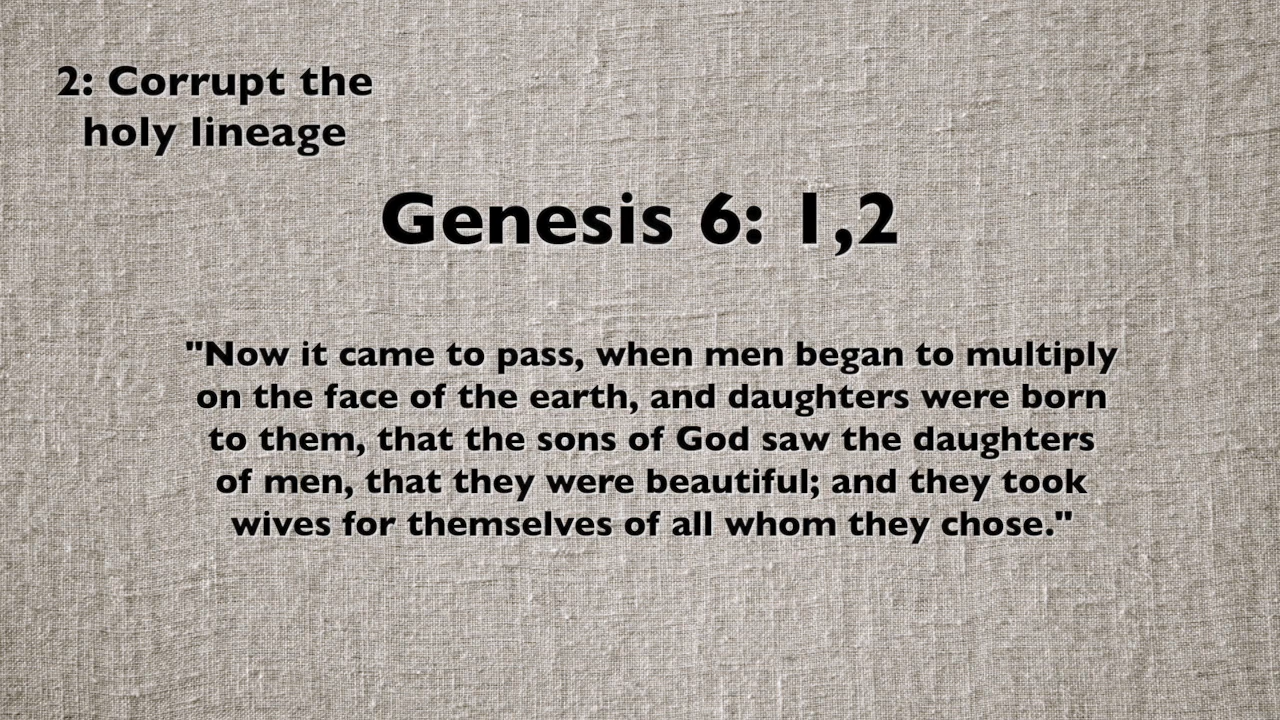 2: Corrupt the
holy lineage
Genesis 6: 1,2
"Now it came to pass, when men began to multiply
on the face of the earth, and daughters were born
to them, that the sons of God saw the daughters
of men, that they were beautiful; and they took
wives for themselves of all whom they chose."